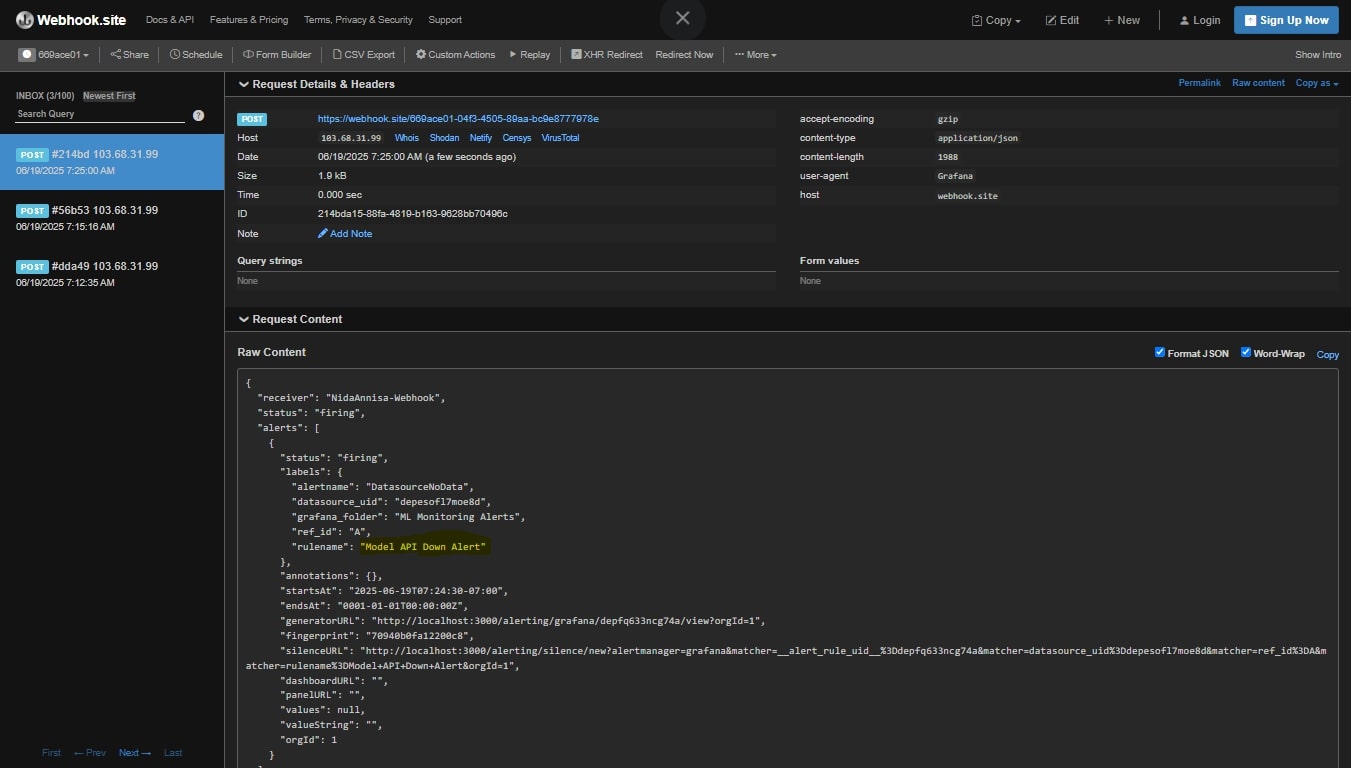 Webhook.site Docs & API Features & Pricing Terms, Privacy & Security Support Copy Edit + New Login Sign Up Now
669ace01 Share Schedule Form Builder CSV Export Custom Actions Replay XHR Redirect Redirect Now ··· More Show Intro
INBOX (3/100) Newest First
Search Query ?
POST #214bd 103.68.31.99
06/19/2025 7:25:00 AM
POST #56b53 103.68.31.99
06/19/2025 7:15:16 AM
POST #dda49 103.68.31.99
06/19/2025 7:12:35 AM
First ← Prev Next → Last
Request Details & Headers Permalink Raw content Copy as
POST https://webhook.site/669ace01-04f3-4505-89aa-bc9e8777978e
Host 103.68.31.99 Whois Shodan Netify Censys VirusTotal
Date 06/19/2025 7:25:00 AM (a few seconds ago)
Size 1.9 kB
Time 0.000 sec
ID 214bda15-88fa-4819-b163-9628bb70496c
Note Add Note
accept-encoding gzip
content-type application/json
content-length 1988
user-agent Grafana
host webhook.site
Query strings
None
Form values
None
Request Content
Raw Content Format JSON Word-Wrap Copy
{
"receiver": "NidaAnnisa-Webhook",
"status": "firing",
"alerts": [
{
"status": "firing",
"labels": {
"alertname": "DatasourceNoData",
"datasource_uid": "depesofl7moe8d",
"grafana_folder": "ML Monitoring Alerts",
"ref_id": "A",
"rulename": "Model API Down Alert"
},
"annotations": {},
"startsAt": "2025-06-19T07:24:30-07:00",
"endsAt": "0001-01-01T00:00:00Z",
"generatorURL": "http://localhost:3000/alerting/grafana/depfq633ncg74a/view?orgId=1",
"fingerprint": "70940b0fa12200c8",
"silenceURL": "http://localhost:3000/alerting/silence/new?alertmanager=grafana&matcher=__alert_rule_uid__%3Ddepfq633ncg74a&matcher=datasource_uid%3Ddepesofl7moe8d&matcher=ref_id%3DA&m
atcher=rulename%3DModel+API+Down+Alert&orgId=1",
"dashboardURL": "",
"panelURL": "",
"values": null,
"valueString": "",
"orgId": 1
}